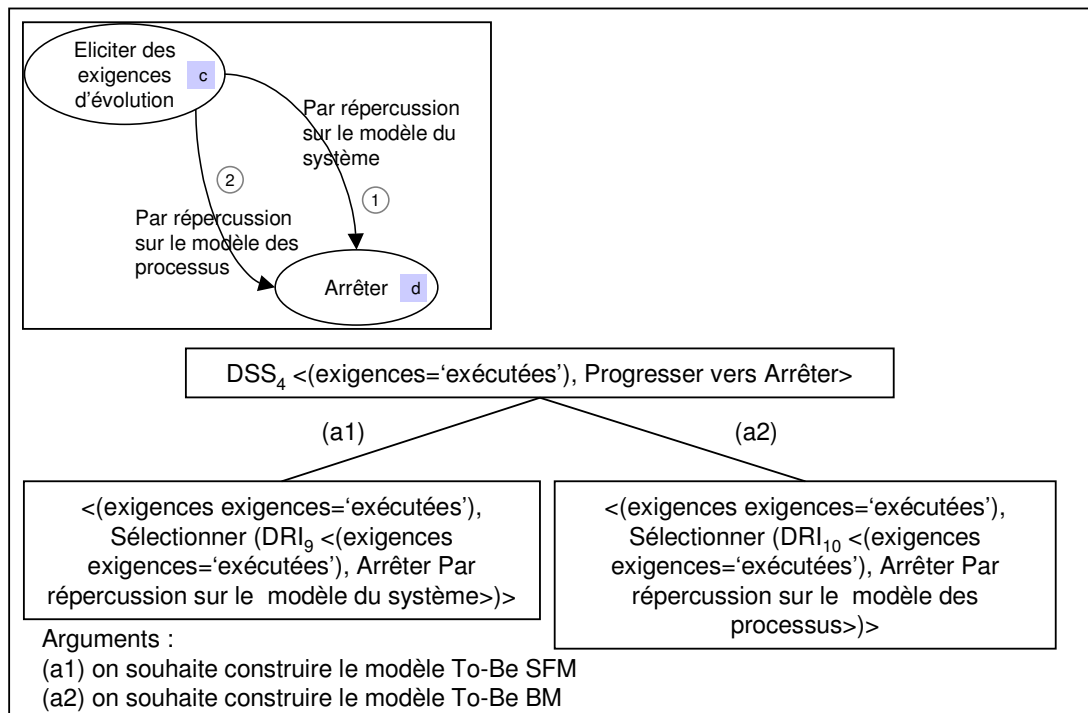 Eliciter des
exigences
d'évolution
c
Par répercussion
sur le modèle du
système
2
1
Par répercussion
sur le modèle des
processus
Arrêter
d
DSS4 <(exigences=‘exécutées’), Progresser vers Arrêter>
(a1)
(a2)
<(exigences exigences=‘exécutées’),
Sélectionner (DRI9 <(exigences
exigences=‘exécutées’), Arrêter Par
répercussion sur le modèle du système>)>
<(exigences exigences=‘exécutées’),
Sélectionner (DRI10 <(exigences
exigences=‘exécutées’), Arrêter Par
répercussion sur le modèle des
processus>)>
Arguments :
(a1) on souhaite construire le modèle To-Be SFM
(a2) on souhaite construire le modèle To-Be BM